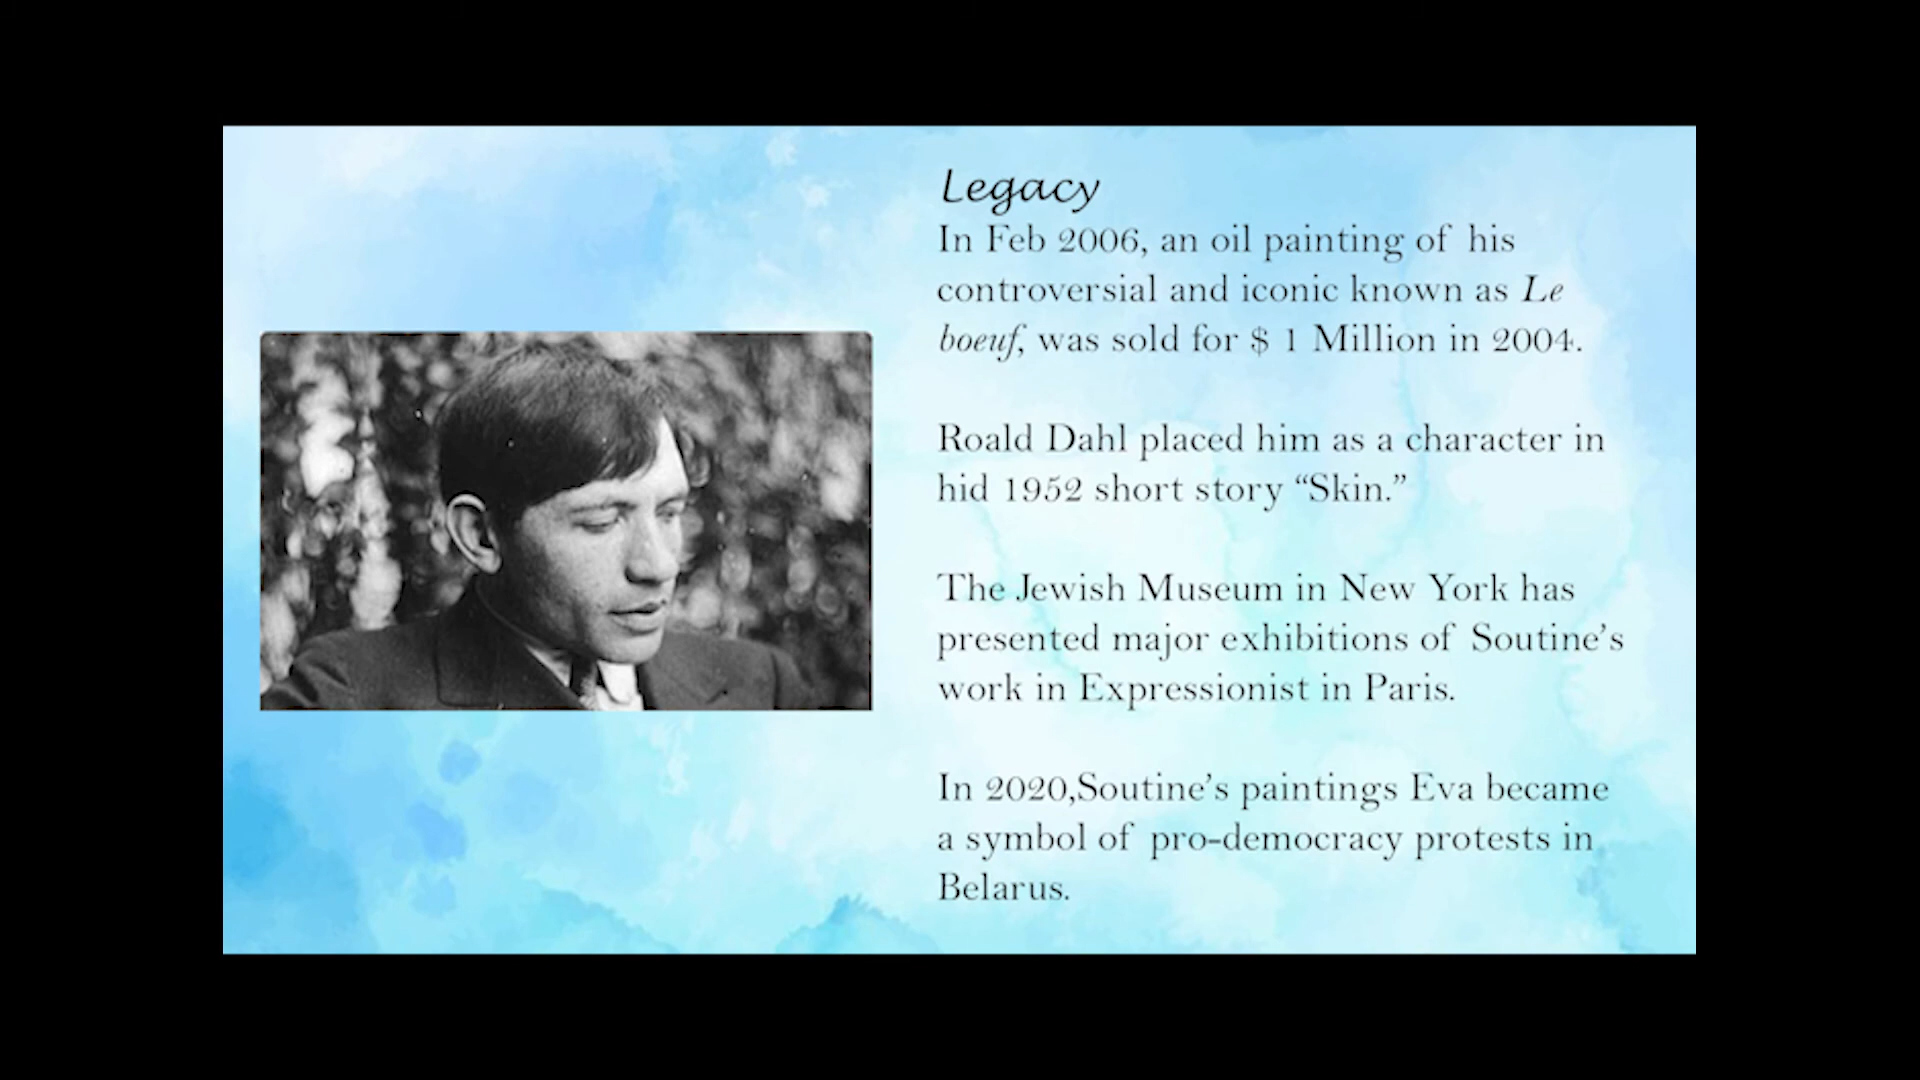 Legacy
In Feb 2006, an oil painting of his
controversial and iconic known as Le
boeuf, was sold for $ 1 Million in 2004.
Roald Dahl placed him as a character in
hid 1952 short story “Skin.”
The Jewish Museum in New York has
presented major exhibitions of Soutine’s
work in Expressionist in Paris.
In 2020,Soutine’s paintings Eva became
a symbol of pro-democracy protests in
Belarus.